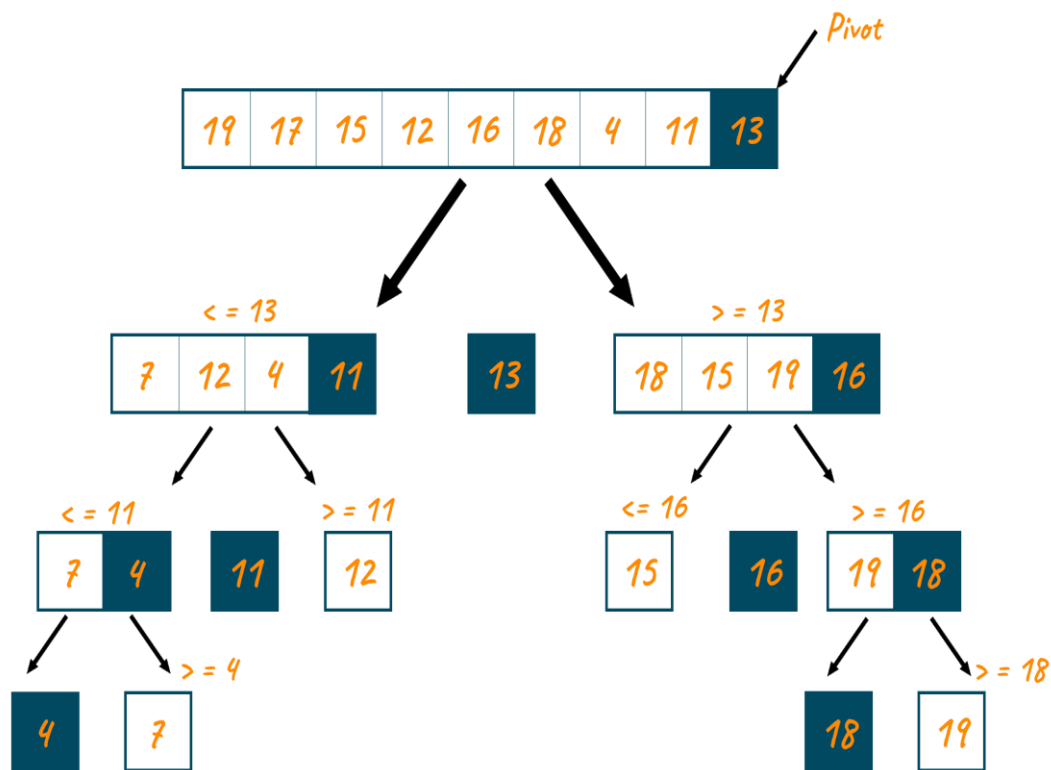 Pivot
19 17 15 12 16 18 4 11 13
< = 13 > = 13
7 12 4 11 13 18 15 19 16
< = 11 > = 11 <= 16 > = 16
7 4 11 12 15 16 19 18
> = 4 > = 18
4 7 18 19